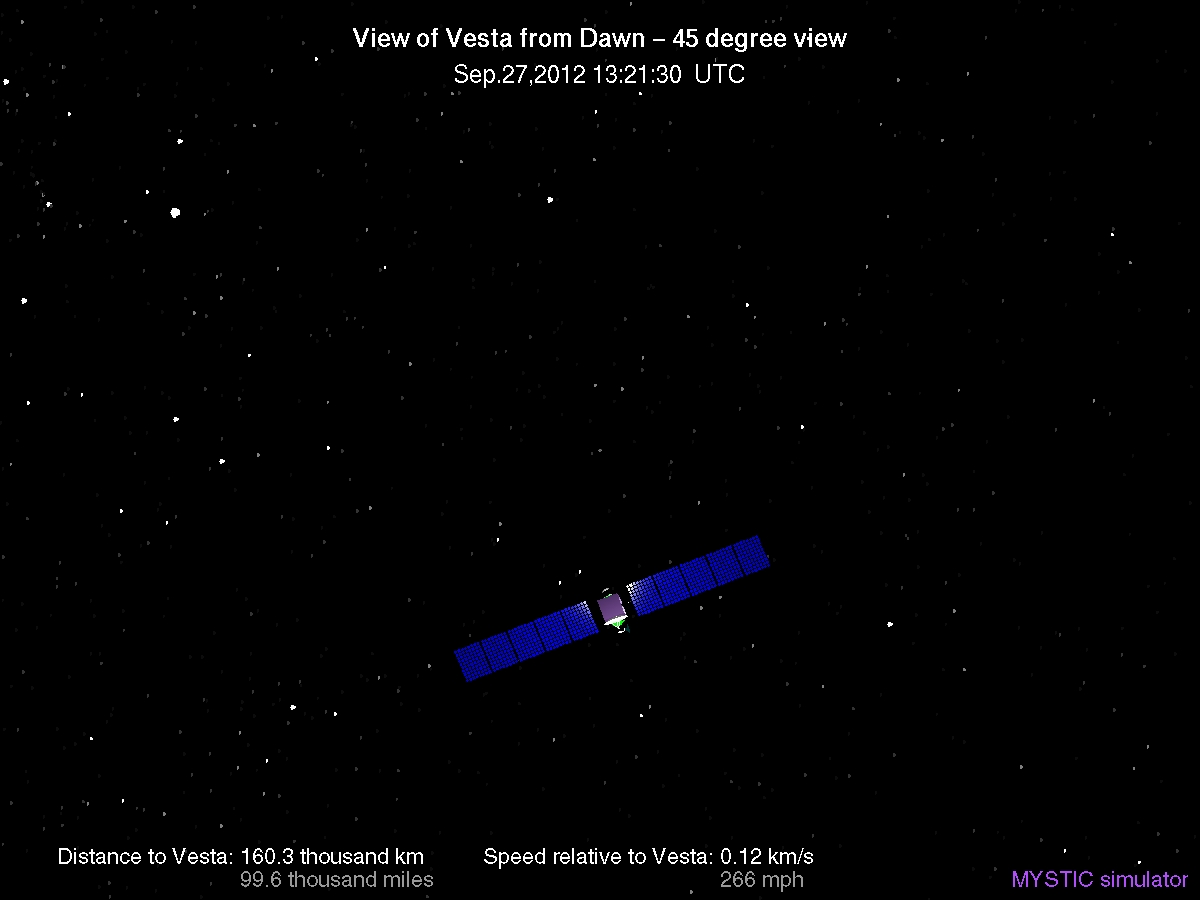 View of Vesta from Dawn – 45 degree view
Sep.27,2012 13:21:30 UTC
Distance to Vesta: 160.3 thousand km
99.6 thousand miles
Speed relative to Vesta: 0.12 km/s
266 mph
MYSTIC simulator